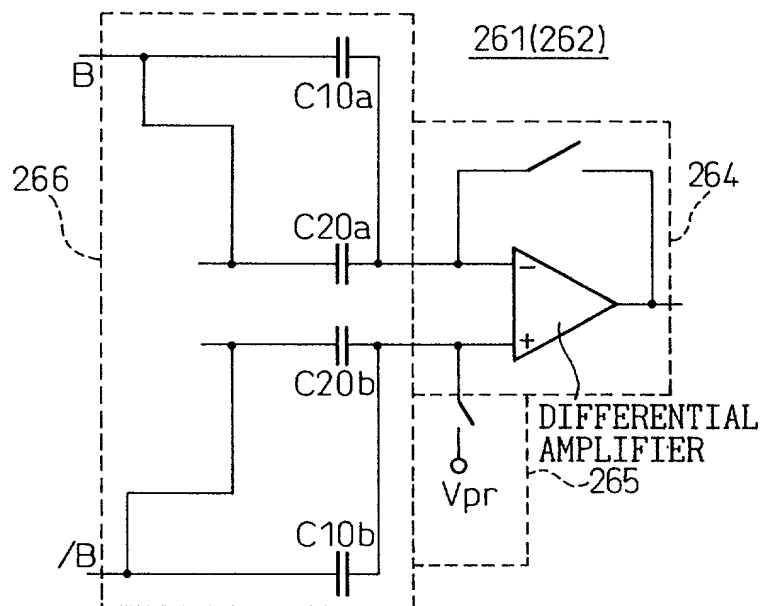 261(262)
B
C10a
266
264
C20a
−
+
C20b
DIFFERENTIAL
AMPLIFIER
265
Vpr
C10b
/B